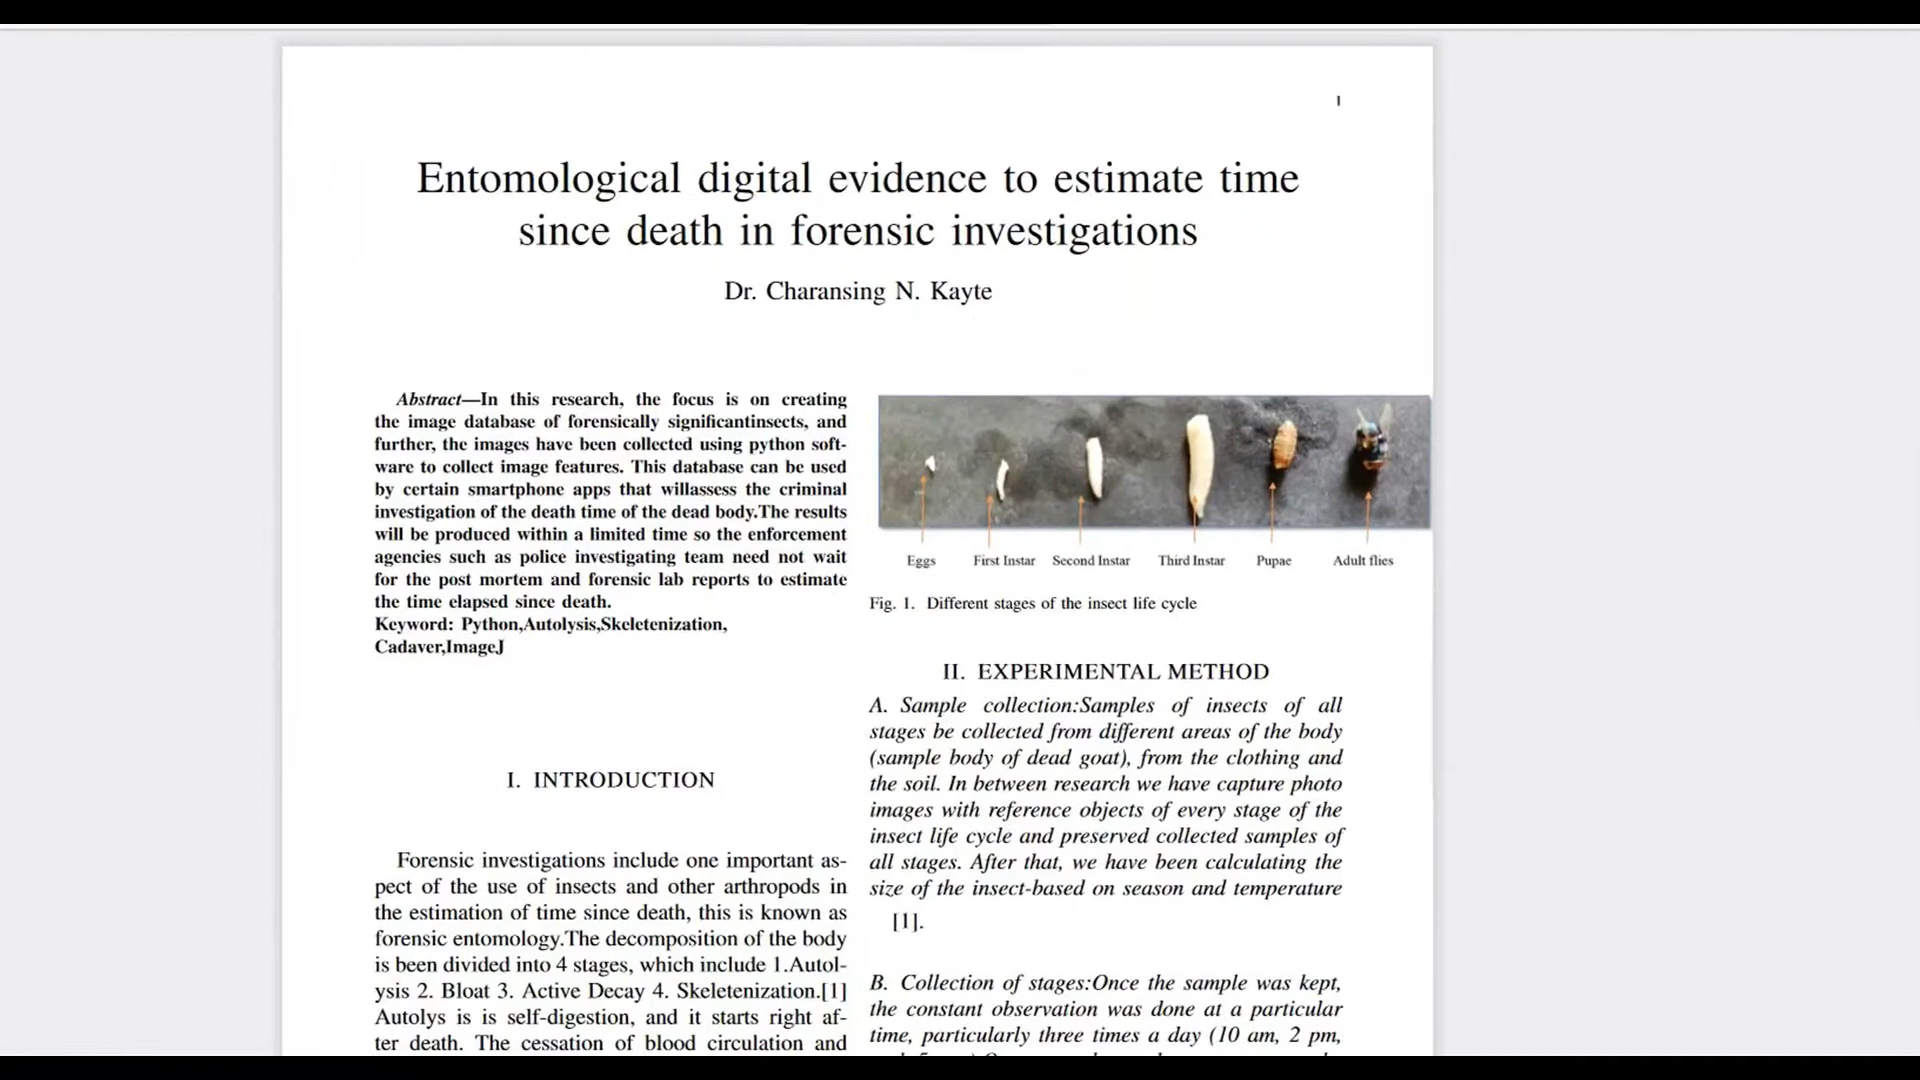 I
Entomological digital evidence to estimate time
since death in forensic investigations
Dr. Charansing N. Kayte
Abstract—In this research, the focus is on creating
the image database of forensically significantinsects, and
further, the images have been collected using python soft-
ware to collect image features. This database can be used
by certain smartphone apps that willassess the criminal
investigation of the death time of the dead body.The results
will be produced within a limited time so the enforcement
agencies such as police investigating team need not wait
for the post mortem and forensic lab reports to estimate
the time elapsed since death.
Keyword: Python,Autolysis,Skeletenization,
Cadaver,ImageJ
I. INTRODUCTION
Forensic investigations include one important as-
pect of the use of insects and other arthropods in
the estimation of time since death, this is known as
forensic entomology.The decomposition of the body
is been divided into 4 stages, which include 1.Autol-
ysis 2. Bloat 3. Active Decay 4. Skeletenization.[1]
Autolys is is self-digestion, and it starts right af-
ter death. The cessation of blood circulation and
Eggs First Instar Second Instar Third Instar Pupae Adult flies
Fig. 1. Different stages of the insect life cycle
II. EXPERIMENTAL METHOD
A. Sample collection:Samples of insects of all
stages be collected from different areas of the body
(sample body of dead goat), from the clothing and
the soil. In between research we have capture photo
images with reference objects of every stage of the
insect life cycle and preserved collected samples of
all stages. After that, we have been calculating the
size of the insect-based on season and temperature
[1].
B. Collection of stages:Once the sample was kept,
the constant observation was done at a particular
time, particularly three times a day (10 am, 2 pm,